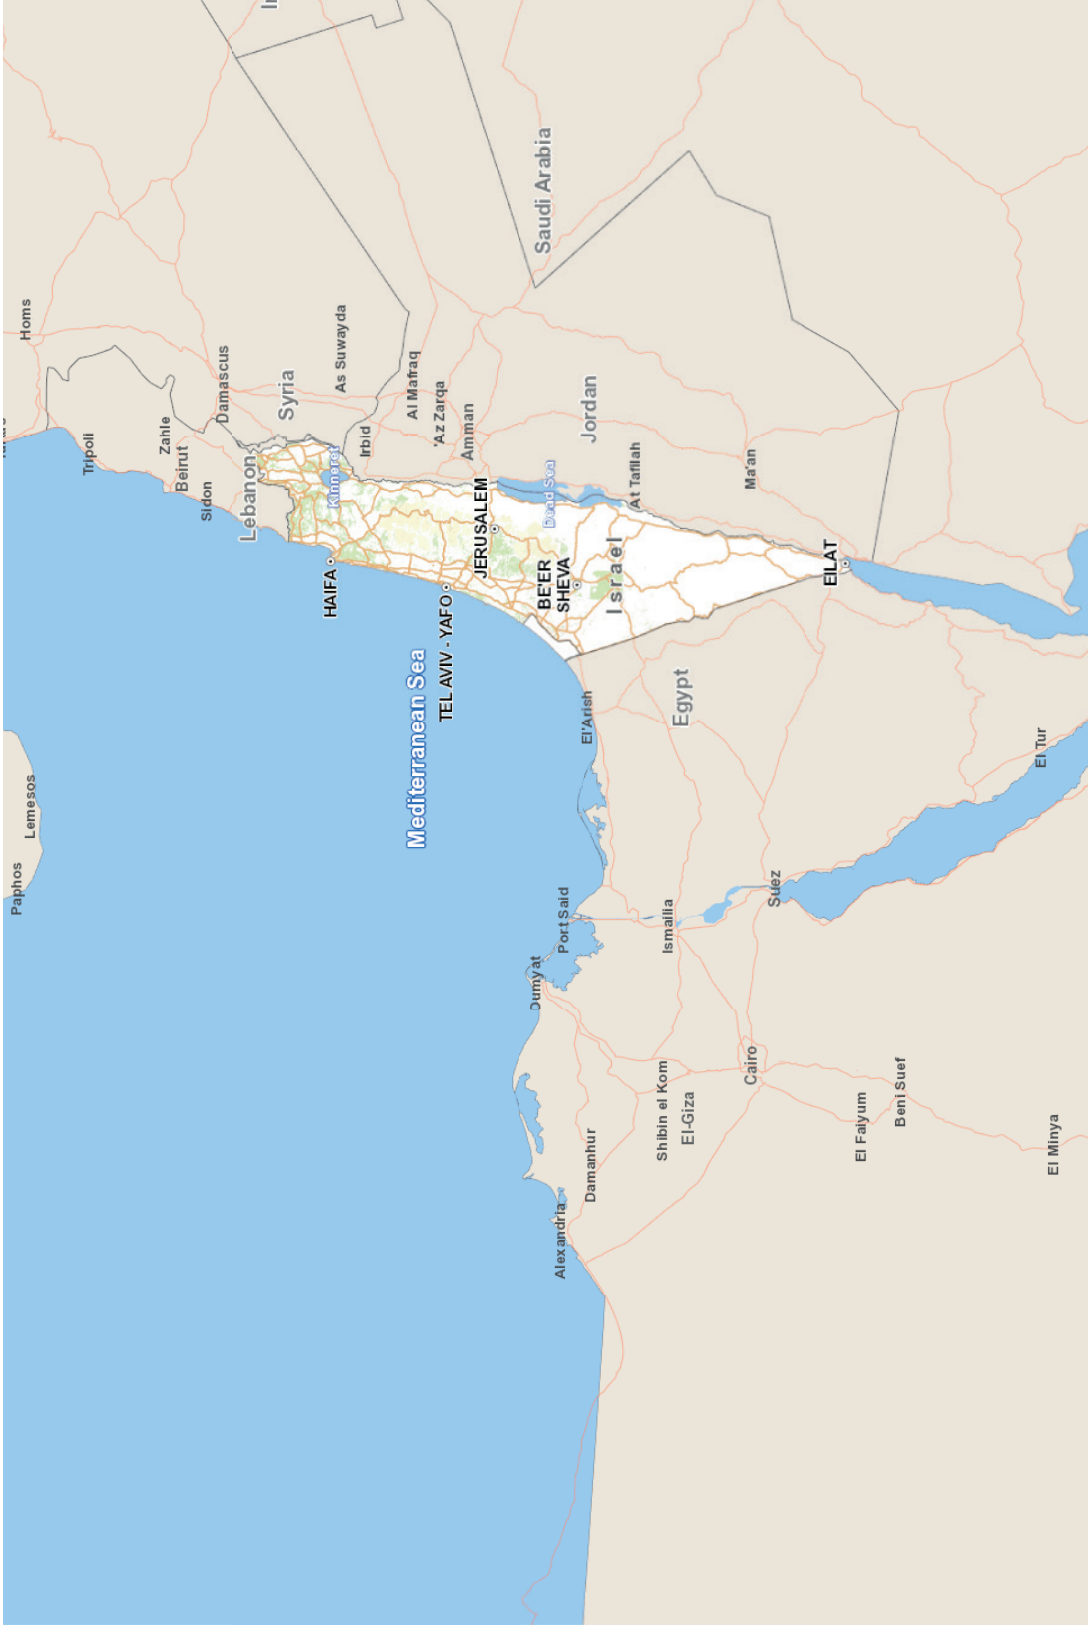 Paphos
Homs
Lemesos
Tripoli
Zahle
Beirut
Sidon
Damascus
Lebanon
Syria
HAIFA
Kinneret
As Suwayda
Irbid
Al Mafraq
Mediterranean Sea
'Az Zarqa
TEL AVIV - YAFO
Amman
JERUSALEM
Dumyat
Saudi Arabia
BE'ER
SHEVA
Dead Sea
Alexandria
Port Said
El'Arish
Jordan
Damanhur
Israel
At Tafilah
Shibin el Kom
Ismailia
Egypt
El-Giza
Cairo
Ma'an
Suez
EILAT
El Faiyum
Beni Suef
El Tur
El Minya